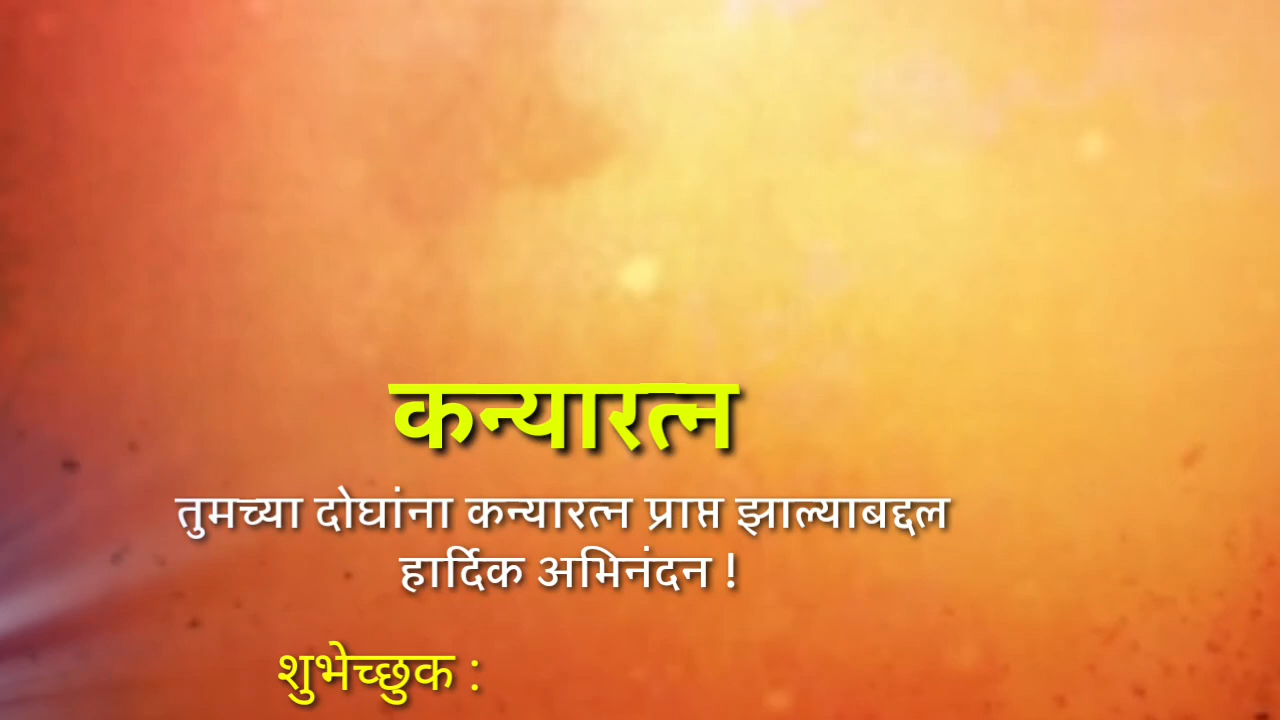 कन्यारत्न
तुमच्या दोघांना कन्यारत्न प्राप्त झाल्याबद्दल
हार्दिक अभिनंदन !
शुभेच्छुक :